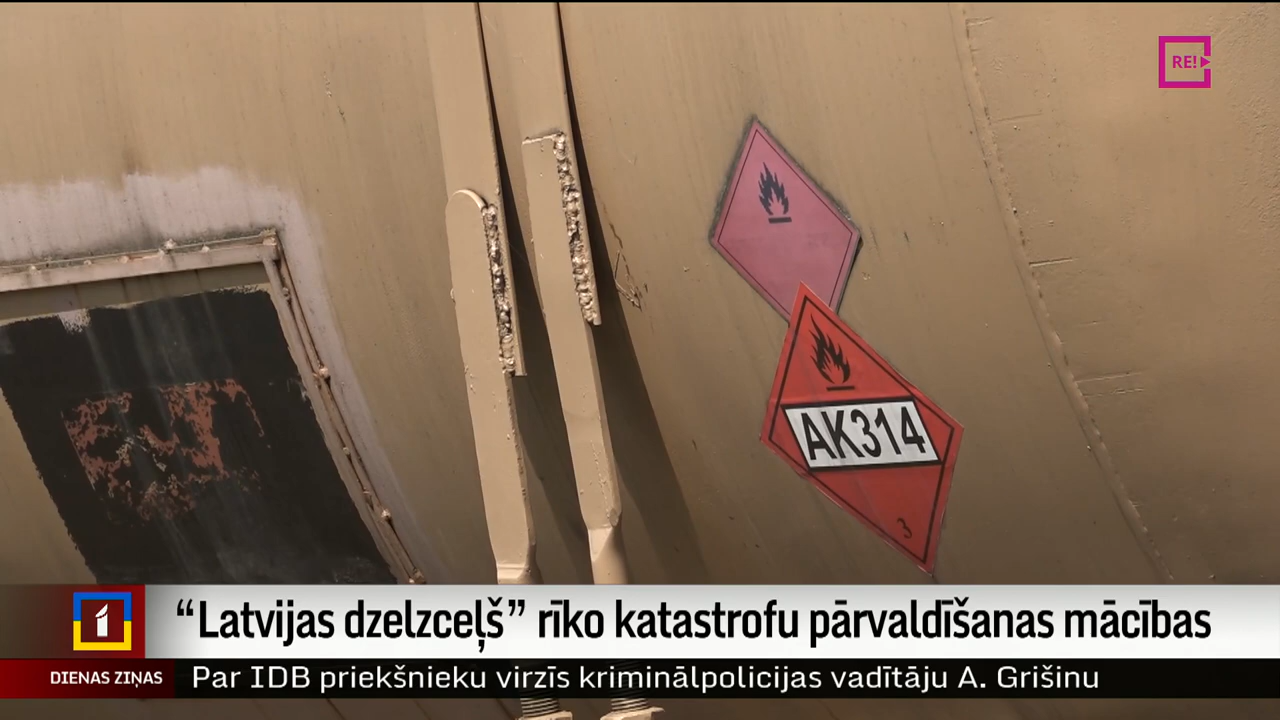 RE!
AK314
3
1
“Latvijas dzelzceļš” rīko katastrofu pārvaldīšanas mācības
DIENAS ZIŅAS
Par IDB priekšnieku virzīs kriminālpolicijas vadītāju A. Grišinu